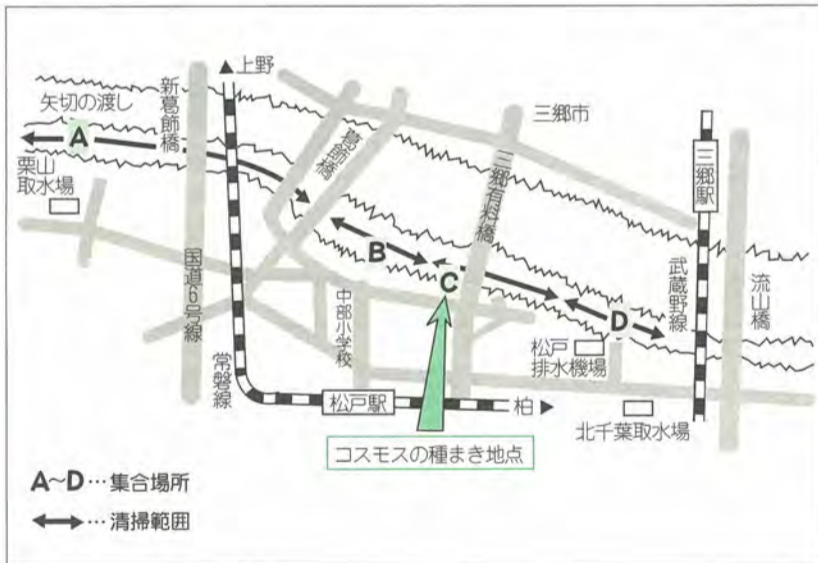 ▲上野
新葛飾橋
矢切の渡し
A
栗山
取水場
国道6号線
常磐線
葛飾橋
三郷市
三郷有料橋
三郷駅
武蔵野線
流山橋
B
C
D
中部小学校
松戸
排水機場
松戸駅
柏▶
北千葉取水場
コスモスの種まき地点
A~D…集合場所
…清掃範囲